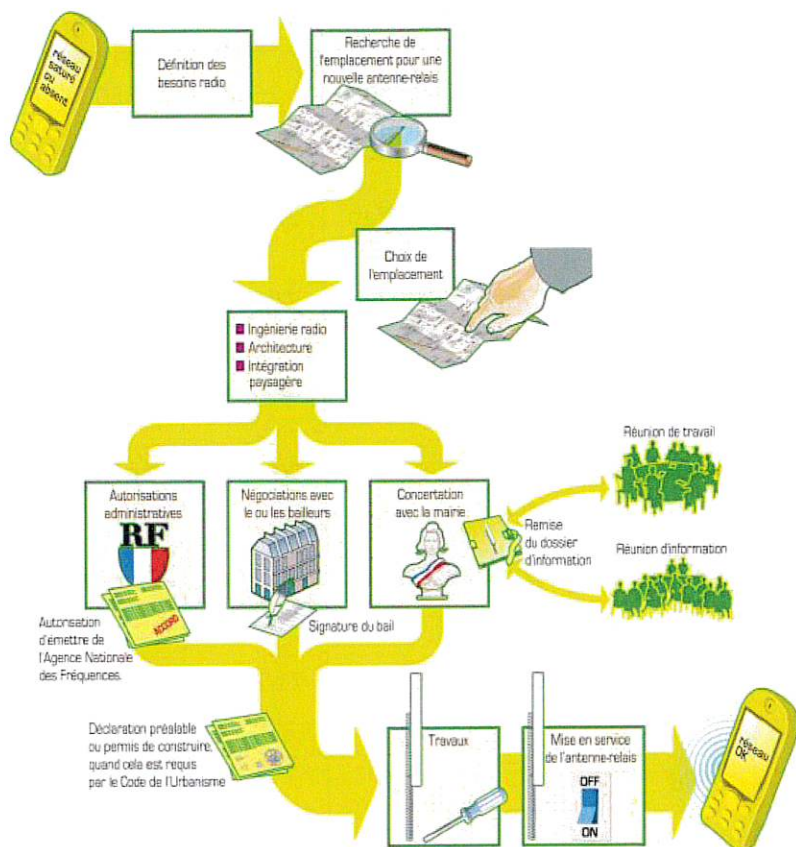 réseau
saturé
ou
absent
Définition des
besoins radio
Recherche de
l'emplacement pour une
nouvelle antenne-relais
Choix de
l'emplacement
Ingénierie radio
Architecture
Intégration
paysagère
Autorisations
administratives
RF
ACCORD
Autorisation
d'émettre de
l'Agence Nationale
des Fréquences.
Négociations avec
le ou les bailleurs
Signature du bail
Concertation
avec la mairie
Remise
du dossier
d'information
Réunion de travail
Réunion d'information
Déclaration préalable
ou permis de construire,
quand cela est requis
par le Code de l'Urbanisme
Travaux
Mise en service
de l'antenne-relais
OFF
ON
réseau
OK